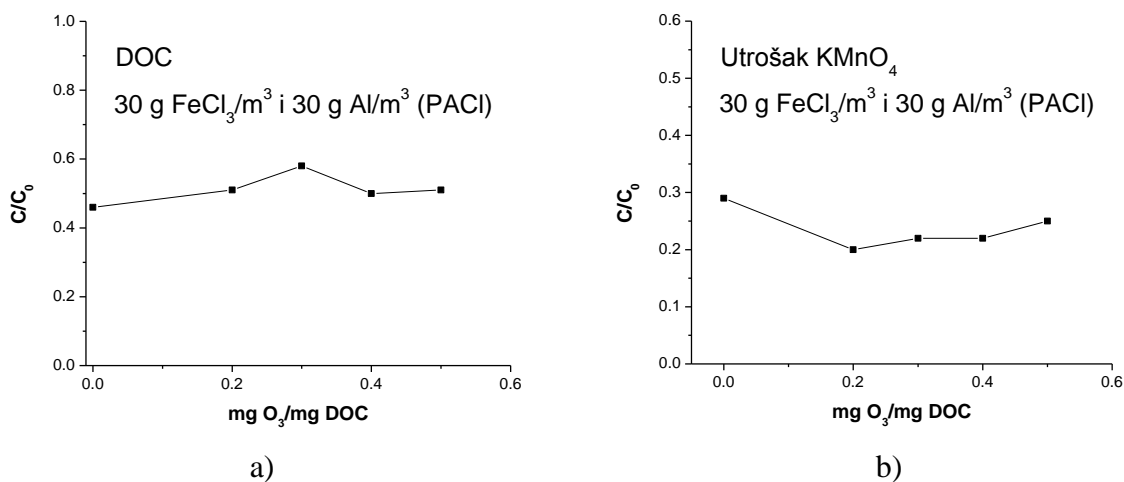 DOC
30 g FeCl₃/m³ i 30 g Al/m³ (PACl)
C/C₀
1.0
0.8
0.6
0.4
0.2
0.0
0.0 0.2 0.4 0.6
mg O₃/mg DOC
a)
Utrošak KMnO₄
30 g FeCl₃/m³ i 30 g Al/m³ (PACl)
C/C₀
0.6
0.5
0.4
0.3
0.2
0.1
0.0
0.0 0.2 0.4 0.6
mg O₃/mg DOC
b)